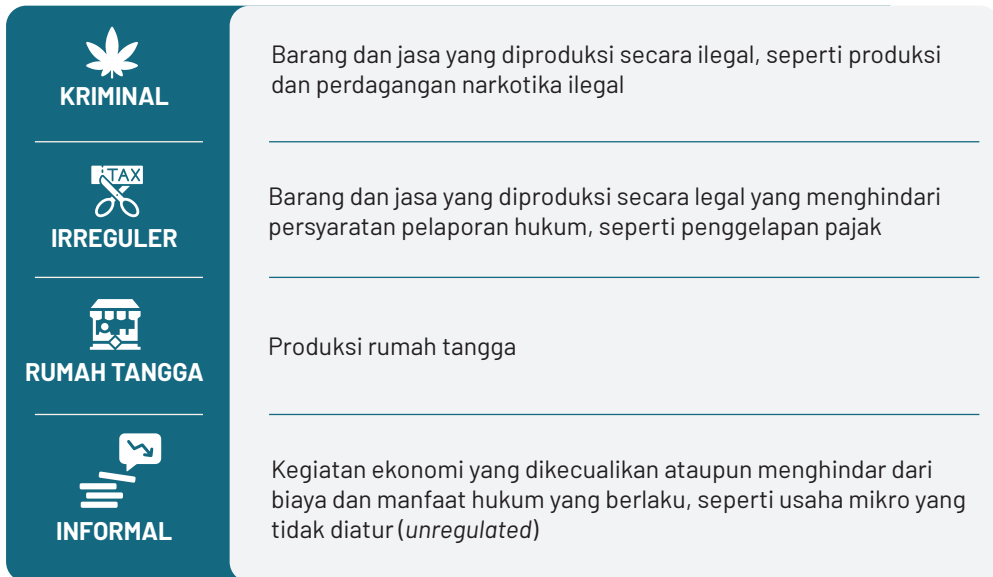 KRIMINAL
Barang dan jasa yang diproduksi secara ilegal, seperti produksi
dan perdagangan narkotika ilegal
TAX
IRREGULER
Barang dan jasa yang diproduksi secara legal yang menghindari
persyaratan pelaporan hukum, seperti penggelapan pajak
RUMAH TANGGA
Produksi rumah tangga
INFORMAL
Kegiatan ekonomi yang dikecualikan ataupun menghindar dari
biaya dan manfaat hukum yang berlaku, seperti usaha mikro yang
tidak diatur (unregulated)